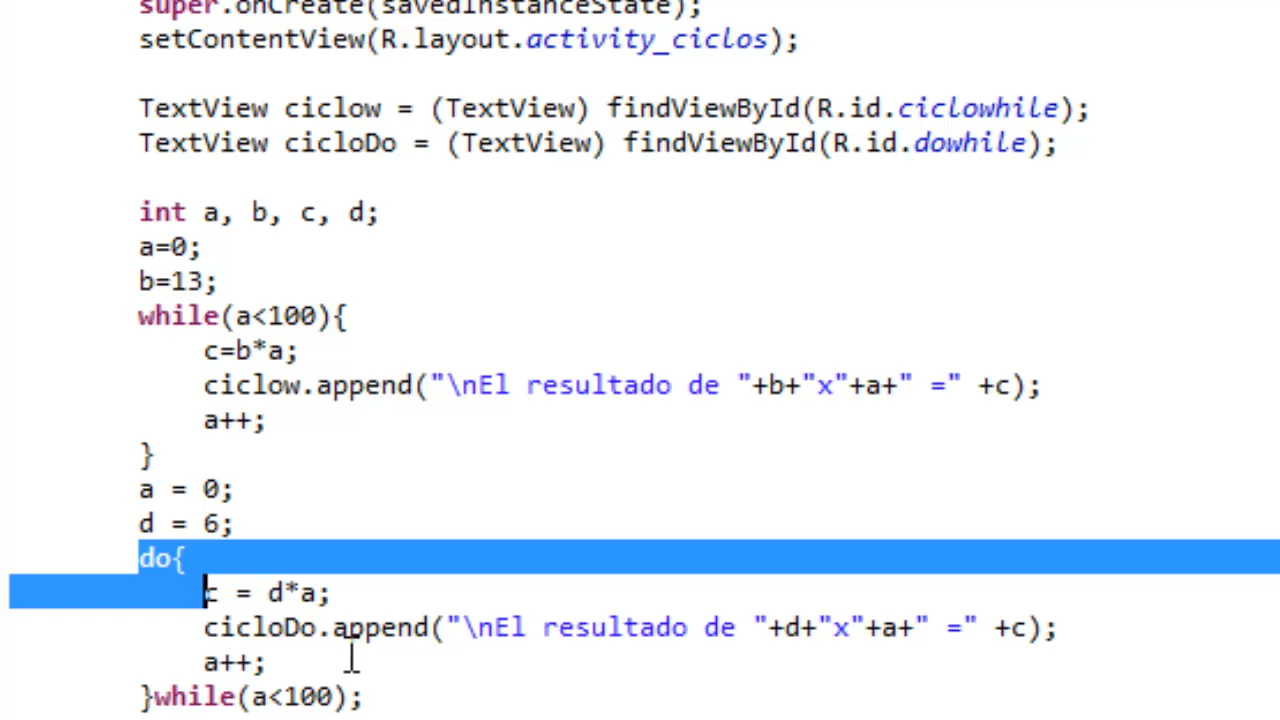 super.onCreate(savedInstanceState);
setContentView(R.layout.activity_ciclos);
TextView ciclow = (TextView) findViewById(R.id.ciclowhile);
TextView cicloDo = (TextView) findViewById(R.id.dowhile);
int a, b, c, d;
a=0;
b=13;
while(a<100){
c=b*a;
ciclow.append("\nEl resultado de "+b+"x"+a+" =" +c);
a++;
}
a = 0;
d = 6;
do{
c = d*a;
cicloDo.append("\nEl resultado de "+d+"x"+a+" =" +c);
a++;
}while(a<100);